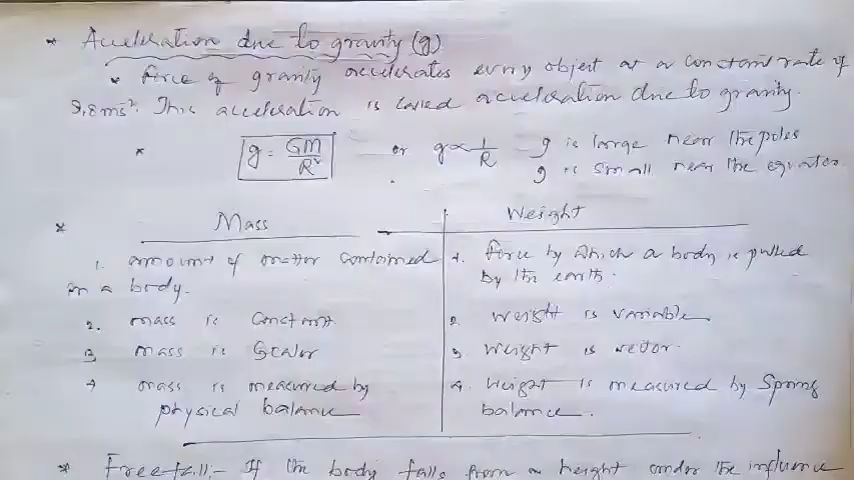 * Acceleration due to gravity (g)
* Force of gravity accelerates every object at a constant rate of
9.8 ms². This acceleration is called acceleration due to gravity.
* g = GM/R² or g ∝ 1/R g is large near the poles
g is small near the equator
* Mass Weight
1. amount of matter contained
in a body.
1. Force by which a body is pulled
by the earth.
2. mass is constant
2. Weight is variable
3 mass is scalar
3 Weight is vector.
4 mass is measured by
physical balance
4. Weight is measured by Spring
balance.
* Free fall:- If the body falls from a height under the influence